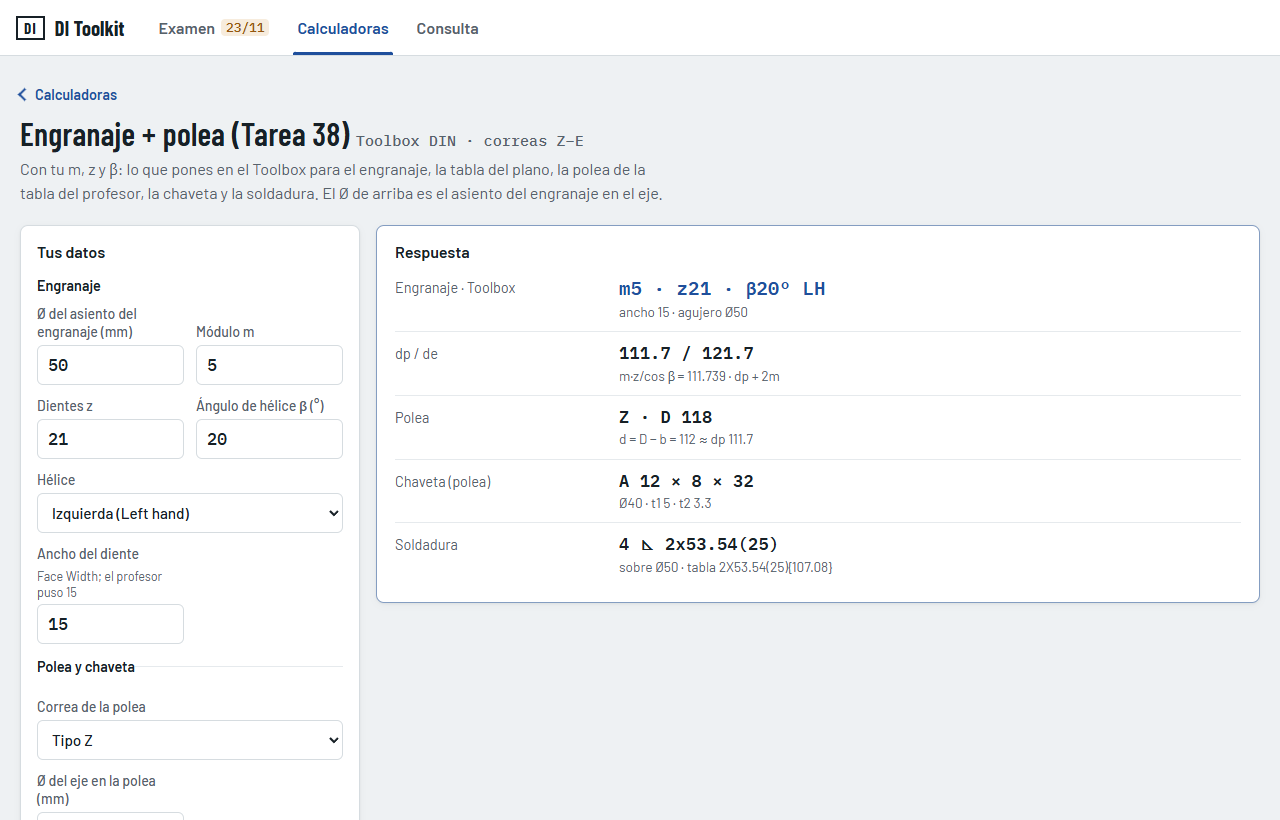 DI DI Toolkit Examen 23/11 Calculadoras Consulta
Calculadoras
Engranaje + polea (Tarea 38) Toolbox DIN · correas Z–E
Con tu m, z y β: lo que pones en el Toolbox para el engranaje, la tabla del plano, la polea de la
tabla del profesor, la chaveta y la soldadura. El Ø de arriba es el asiento del engranaje en el eje.
Tus datos
Engranaje
Ø del asiento del
engranaje (mm)
Módulo m
50
5
Dientes z
Ángulo de hélice β (°)
21
20
Hélice
Izquierda (Left hand)
Ancho del diente
Face Width; el profesor
puso 15
15
Polea y chaveta
Correa de la polea
Tipo Z
Ø del eje en la polea
(mm)
Respuesta
Engranaje · Toolbox
m5 · z21 · β20° LH
ancho 15 · agujero Ø50
dp / de
111.7 / 121.7
m·z/cos β = 111.739 · dp + 2m
Polea
Z · D 118
d = D − b = 112 ≈ dp 111.7
Chaveta (polea)
A 12 × 8 × 32
Ø40 · t1 5 · t2 3.3
Soldadura
4 ⊾ 2x53.54(25)
sobre Ø50 · tabla 2X53.54(25)[107.08]